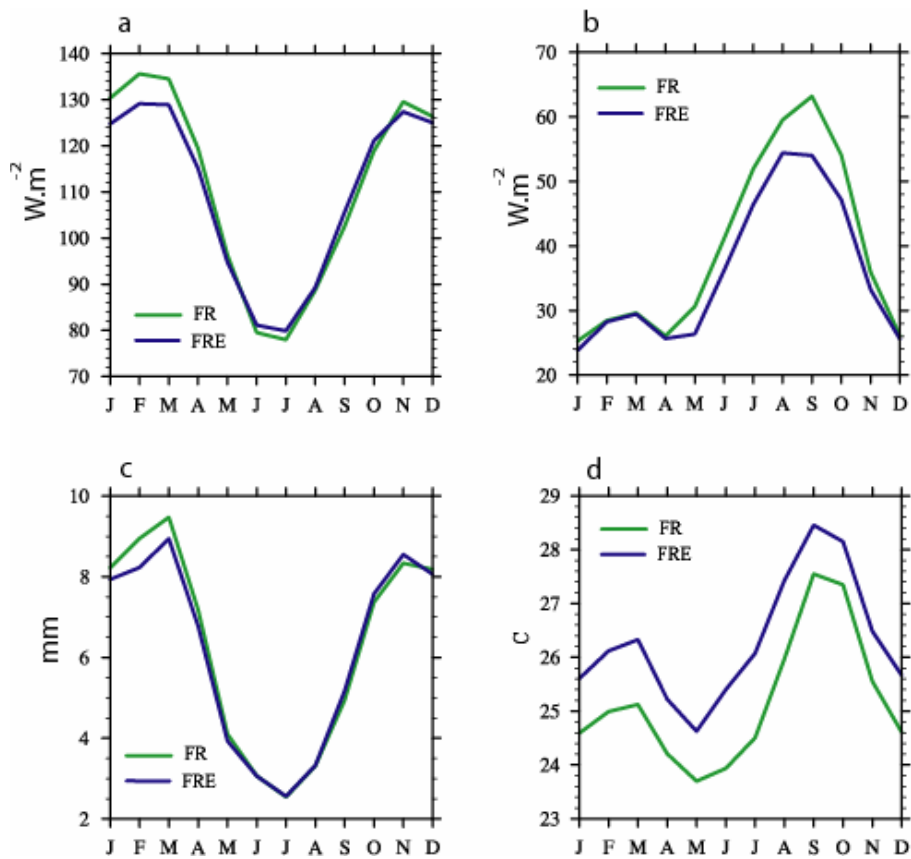 a
140
130
120
110
100
90
80
70
W.m-2
FR
FRE
J F M A M J J A S O N D
b
70
60
50
40
30
20
W.m-2
FR
FRE
J F M A M J J A S O N D
c
10
8
6
4
2
mm
FR
FRE
J F M A M J J A S O N D
d
29
28
27
26
25
24
23
C
FR
FRE
J F M A M J J A S O N D